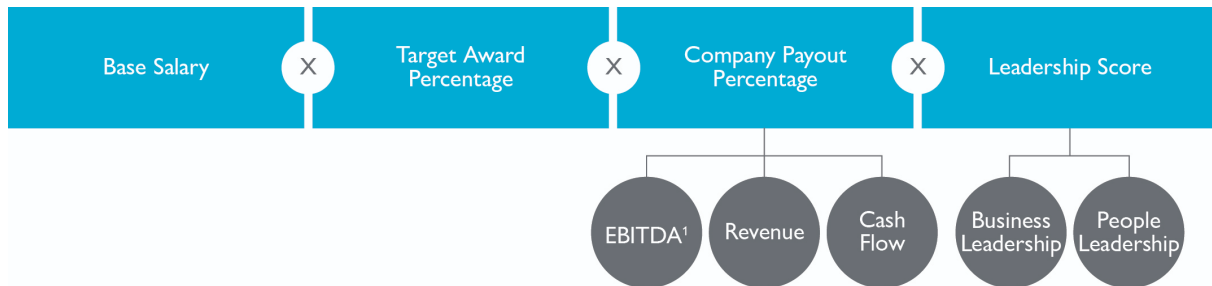 Base Salary
X
Target Award
Percentage
X
Company Payout
Percentage
X
Leadership Score
EBITDA¹
Revenue
Cash
Flow
Business
Leadership
People
Leadership